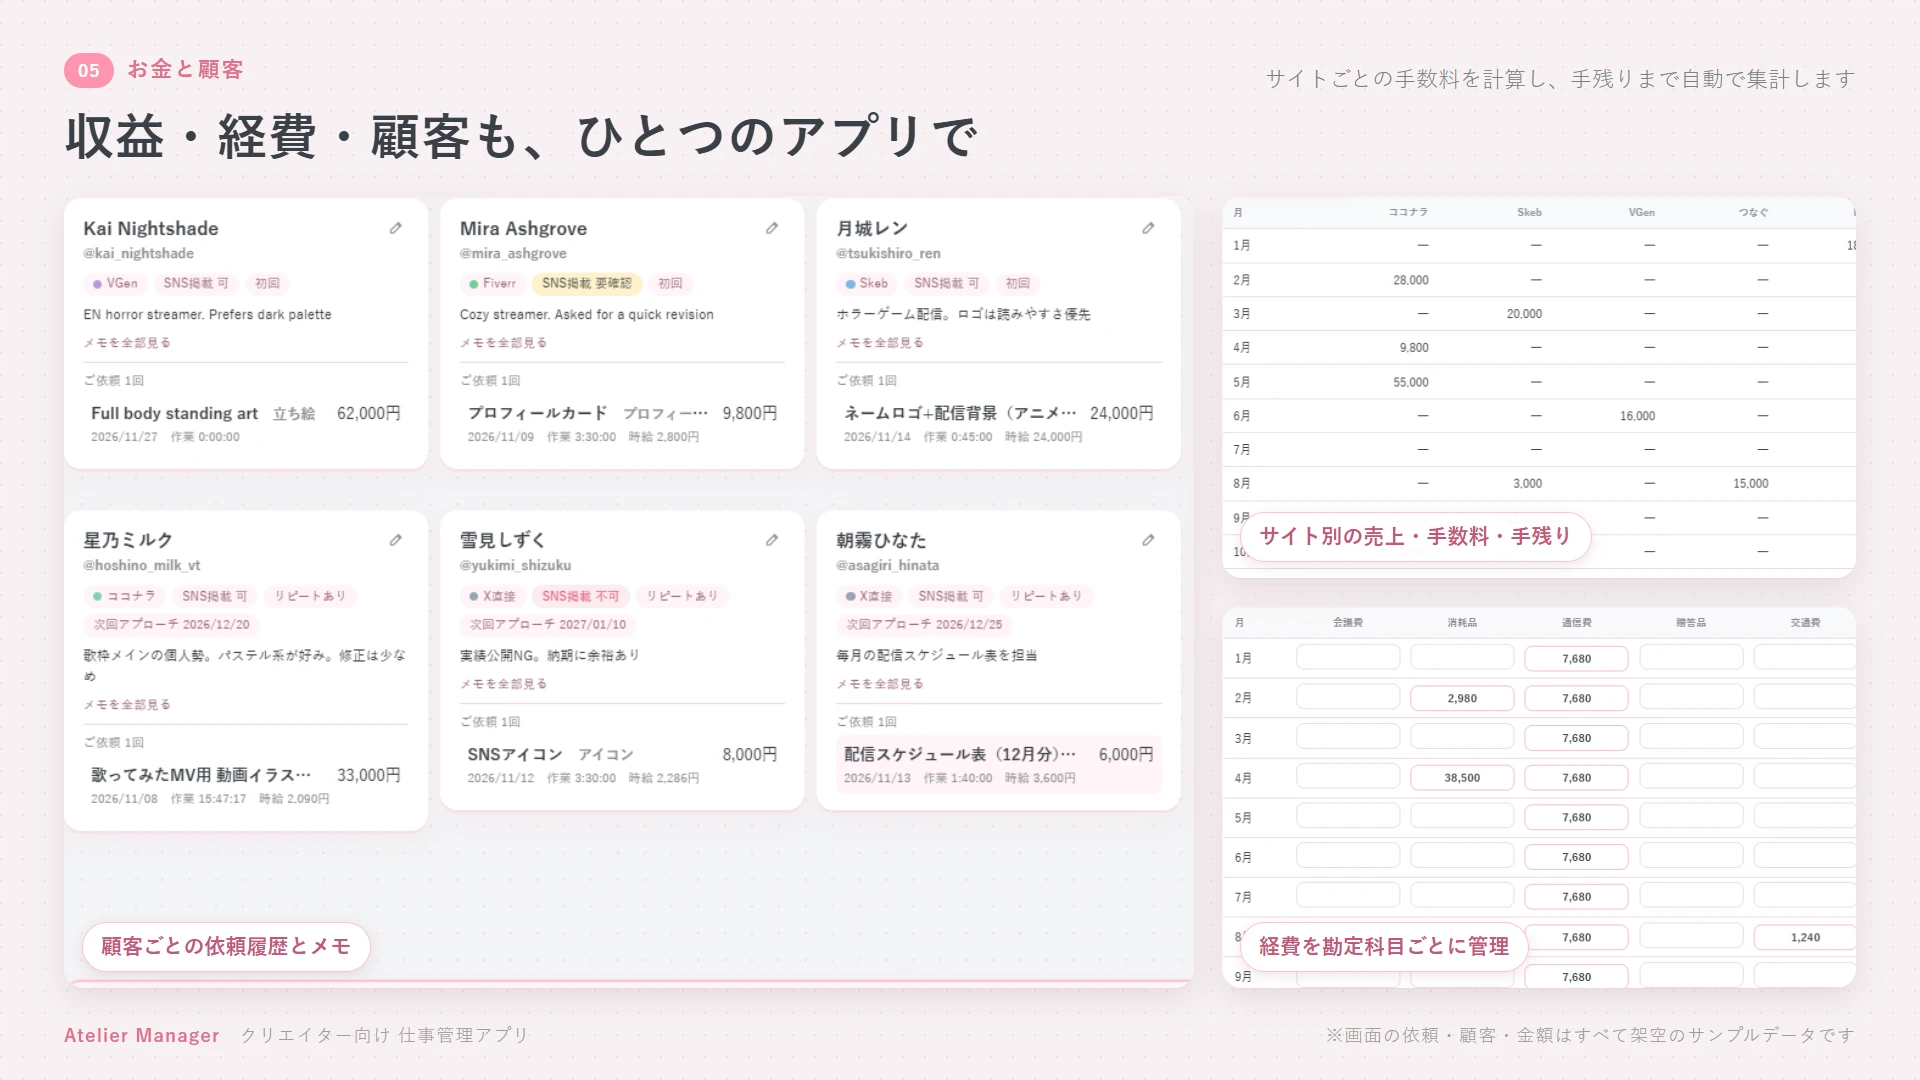 05 お金と顧客
サイトごとの手数料を計算し、手残りまで自動で集計します
収益・経費・顧客も、ひとつのアプリで
Kai Nightshade
@kai_nightshade
VGen SNS掲載 可 初回
EN horror streamer. Prefers dark palette
メモを全部見る
ご依頼 1回
Full body standing art 立ち絵 62,000円
2026/11/27 作業 0:00:00
Mira Ashgrove
@mira_ashgrove
Fiverr SNS掲載 要確認 初回
Cozy streamer. Asked for a quick revision
メモを全部見る
ご依頼 1回
プロフィールカード プロフィー… 9,800円
2026/11/09 作業 3:30:00 時給 2,800円
月城レン
@tsukishiro_ren
Skeb SNS掲載 可 初回
ホラーゲーム配信。ロゴは読みやすさ優先
メモを全部見る
ご依頼 1回
ネームロゴ+配信背景（アニメ… 24,000円
2026/11/14 作業 0:45:00 時給 24,000円
星乃ミルク
@hoshino_milk_vt
ココナラ SNS掲載 可 リピートあり
次回アプローチ 2026/12/20
歌枠メインの個人勢。パステル系が好み。修正は少な
め
メモを全部見る
ご依頼 1回
歌ってみたMV用 動画イラス… 33,000円
2026/11/08 作業 15:47:17 時給 2,090円
雪見しずく
@yukimi_shizuku
X直接 SNS掲載 不可 リピートあり
次回アプローチ 2027/01/10
実績公開NG。納期に余裕あり
メモを全部見る
ご依頼 1回
SNSアイコン アイコン 8,000円
2026/11/12 作業 3:30:00 時給 2,286円
朝霧ひなた
@asagiri_hinata
X直接 SNS掲載 可 リピートあり
次回アプローチ 2026/12/25
毎月の配信スケジュール表を担当
メモを全部見る
ご依頼 1回
配信スケジュール表（12月分）… 6,000円
2026/11/13 作業 1:40:00 時給 3,600円
顧客ごとの依頼履歴とメモ
月 ココナラ Skeb VGen つなぐ
1月 — — — — 18
2月 28,000 — — —
3月 — 20,000 — —
4月 9,800 — — —
5月 55,000 — — —
6月 — — 16,000 —
7月 — — — —
8月 — 3,000 — 15,000
9月 — —
10 — —
サイト別の売上・手数料・手残り
月 会議費 消耗品 通信費 贈答品 交通費
1月 7,680
2月 2,980 7,680
3月 7,680
4月 38,500 7,680
5月 7,680
6月 7,680
7月 7,680
8 7,680 1,240
9月 7,680
経費を勘定科目ごとに管理
Atelier Manager クリエイター向け 仕事管理アプリ
※画面の依頼・顧客・金額はすべて架空のサンプルデータです